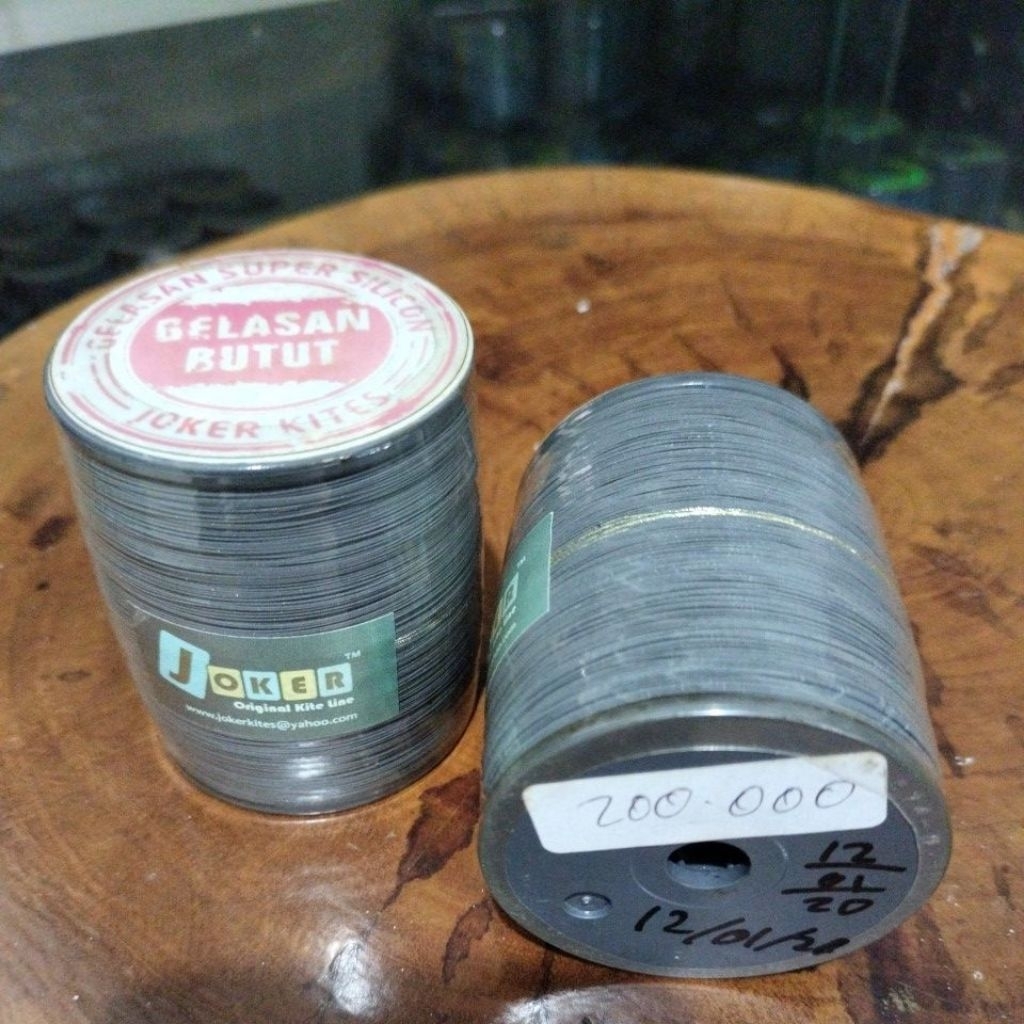 GELASAN SUPER SILICON
GELASAN
BUTUT
JOKER KITES
JOKER™
Original Kite Line
www.jokerkites@yahoo.com
200.000
12
01
20
12/01/20